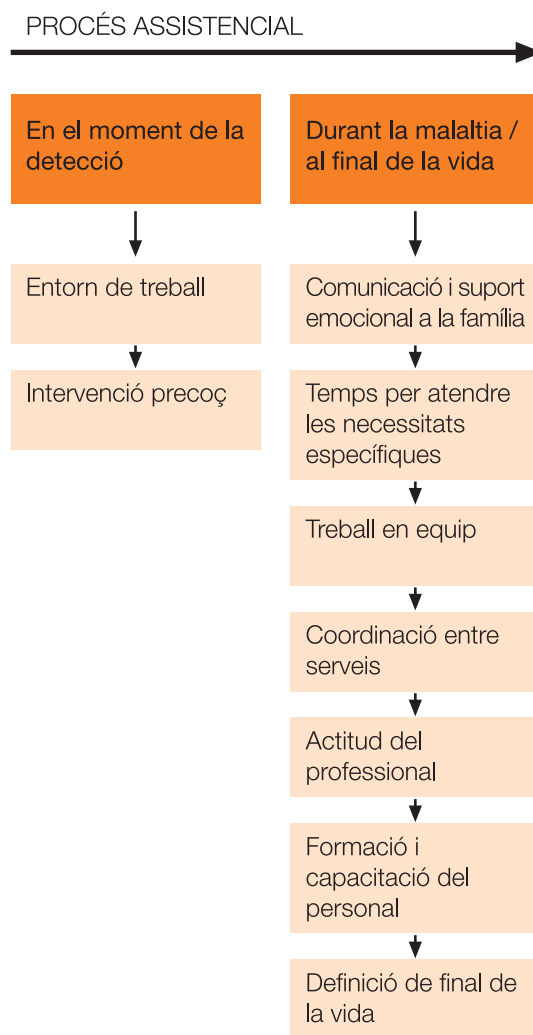 PROCÉS ASSISTENCIAL
En el moment de la
detecció
Entorn de treball
Intervenció precoç
Durant la malaltia /
al final de la vida
Comunicació i suport
emocional a la família
Temps per atendre
les necessitats
específiques
Treball en equip
Coordinació entre
serveis
Actitud del
professional
Formació i
capacitació del
personal
Definició de final de
la vida